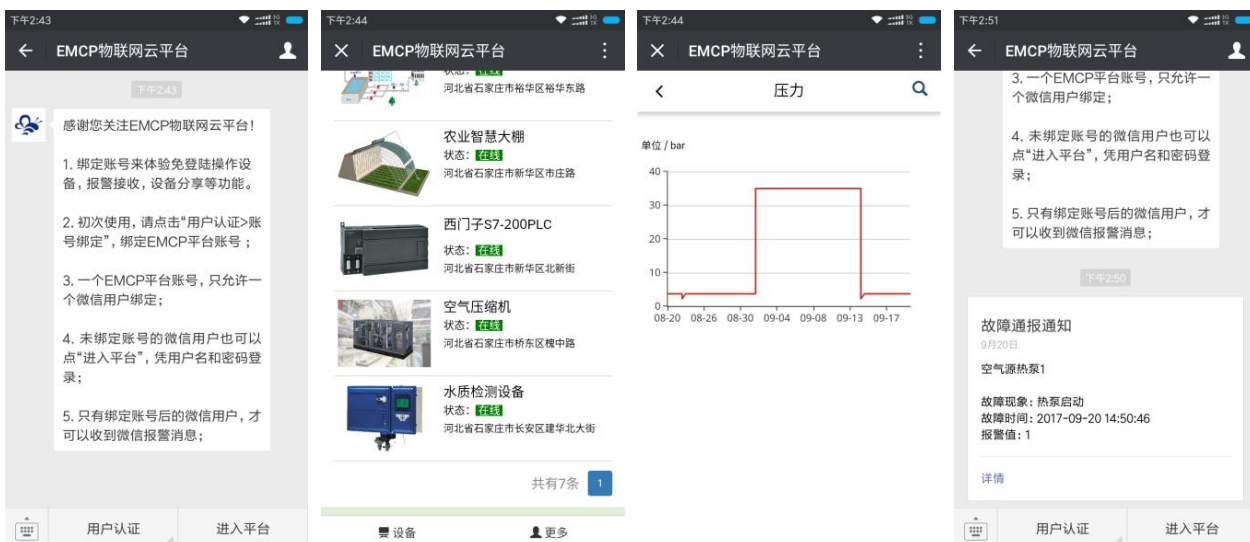 下午2:43
EMCP物联网云平台
下午2:43
感谢您关注EMCP物联网云平台！
1. 绑定账号来体验免登陆操作设
备，报警接收，设备分享等功能。
2. 初次使用，请点击“用户认证>账
号绑定”，绑定EMCP平台账号；
3. 一个EMCP平台账号，只允许一
个微信用户绑定；
4. 未绑定账号的微信用户也可以
点“进入平台”，凭用户名和密码登
录；
5. 只有绑定账号后的微信用户，才
可以收到微信报警消息；
用户认证
进入平台
下午2:44
EMCP物联网云平台
状态：在线
河北省石家庄市裕华区裕华东路
农业智慧大棚
状态：在线
河北省石家庄市新华区市庄路
西门子S7-200PLC
状态：在线
河北省石家庄市新华区北新街
空气压缩机
状态：在线
河北省石家庄市桥东区槐中路
水质检测设备
状态：在线
河北省石家庄市长安区建华北大街
共有7条 1
设备
更多
下午2:44
EMCP物联网云平台
压力
单位 / bar
40
30
20
10
0
08-20 08-26 08-30 09-04 09-08 09-13 09-17
下午2:51
EMCP物联网云平台
3. 一个EMCP平台账号，只允许一
个微信用户绑定；
4. 未绑定账号的微信用户也可以
点“进入平台”，凭用户名和密码登
录；
5. 只有绑定账号后的微信用户，才
可以收到微信报警消息；
下午2:50
故障通报通知
9月20日
空气源热泵1
故障现象：热泵启动
故障时间：2017-09-20 14:50:46
报警值：1
详情
用户认证
进入平台